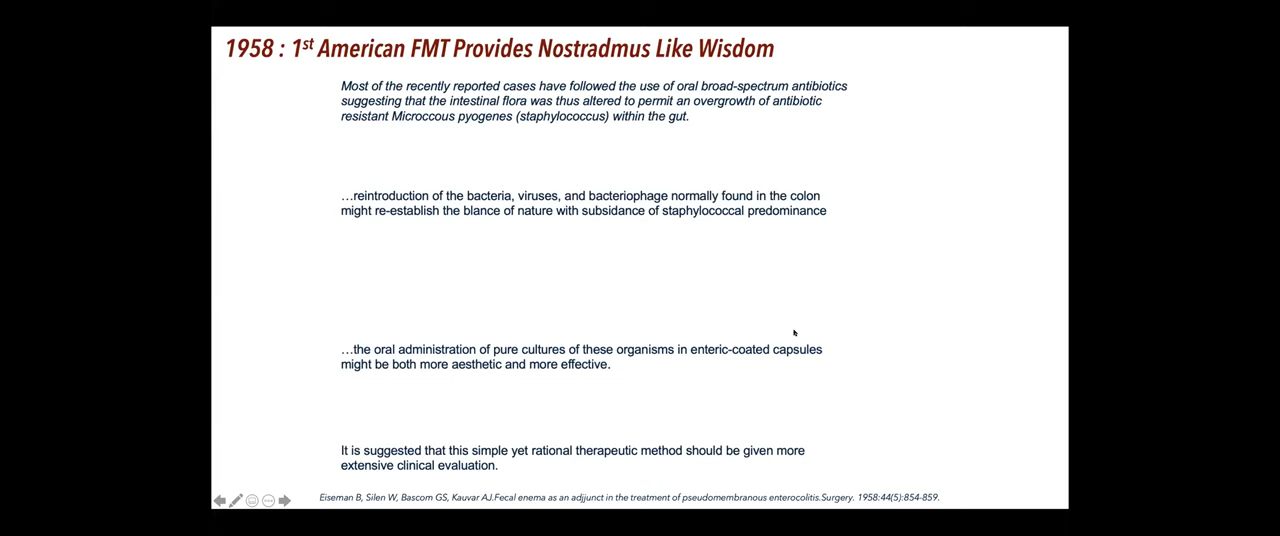 1958 : 1st American FMT Provides Nostradmus Like Wisdom
Most of the recently reported cases have followed the use of oral broad-spectrum antibiotics
suggesting that the intestinal flora was thus altered to permit an overgrowth of antibiotic
resistant Microccous pyogenes (staphylococcus) within the gut.
…reintroduction of the bacteria, viruses, and bacteriophage normally found in the colon
might re-establish the blance of nature with subsidance of staphylococcal predominance
…the oral administration of pure cultures of these organisms in enteric-coated capsules
might be both more aesthetic and more effective.
It is suggested that this simple yet rational therapeutic method should be given more
extensive clinical evaluation.
Eiseman B, Silen W, Bascom GS, Kauvar AJ.Fecal enema as an adjjunct in the treatment of pseudomembranous enterocolitis.Surgery. 1958:44(5):854-859.